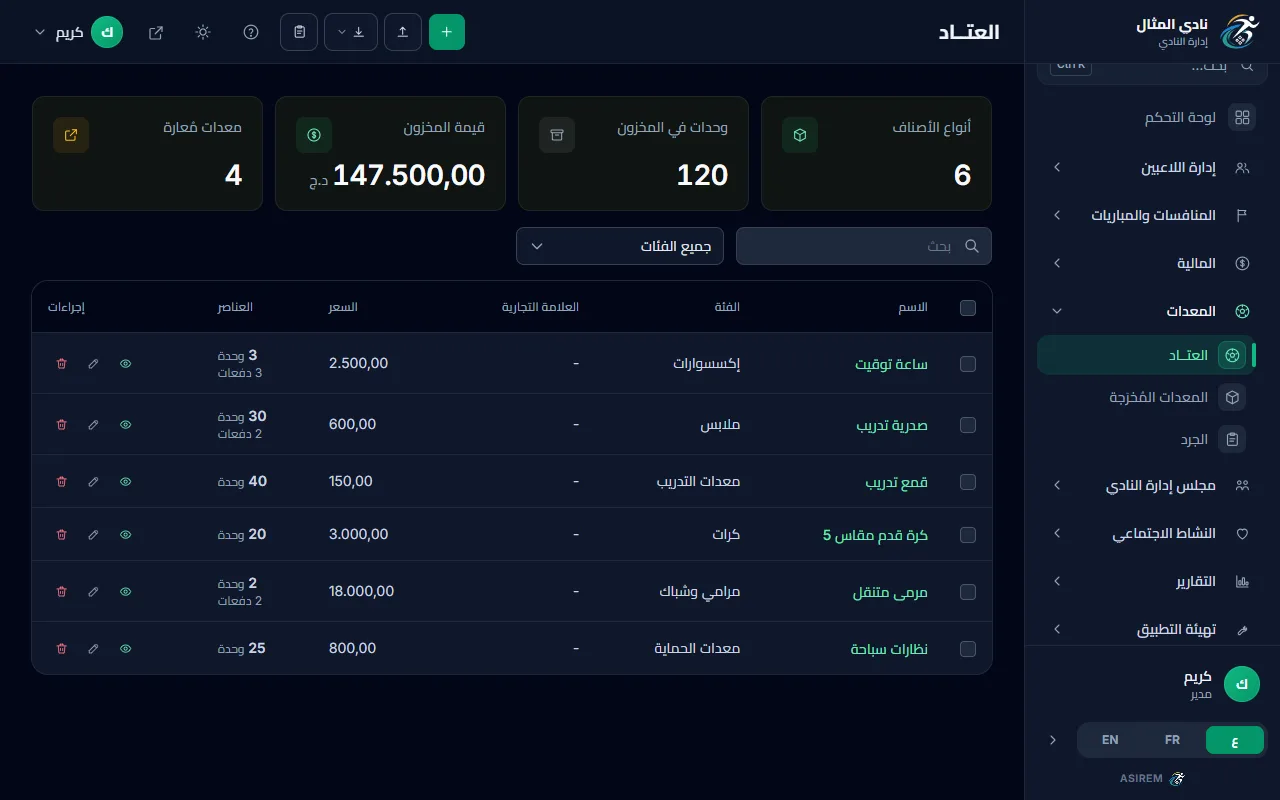 نادي المثال
إدارة النادي
بحث...
Ctrl K
لوحة التحكم
إدارة اللاعبين
المنافسات والمباريات
المالية
المعدات
العتــاد
المعدات المُخرَجة
الجرد
مجلس إدارة النادي
النشاط الاجتماعي
التقارير
تهيئة التطبيق
ك
كريم
مدير
ع
FR
EN
ASIREM
العتــاد
ك كريم
أنواع الأصناف
6
وحدات في المخزون
120
قيمة المخزون
147.500,00 د.ج
معدات مُعارة
4
بحث
جميع الفئات
الاسم الفئة العلامة التجارية السعر العناصر إجراءات
ساعة توقيت إكسسوارات - 2.500,00 3 وحدة
3 دفعات
صدرية تدريب ملابس - 600,00 30 وحدة
2 دفعات
قمع تدريب معدات التدريب - 150,00 40 وحدة
كرة قدم مقاس 5 كرات - 3.000,00 20 وحدة
مرمى متنقل مرامي وشباك - 18.000,00 2 وحدة
2 دفعات
نظارات سباحة معدات الحماية - 800,00 25 وحدة